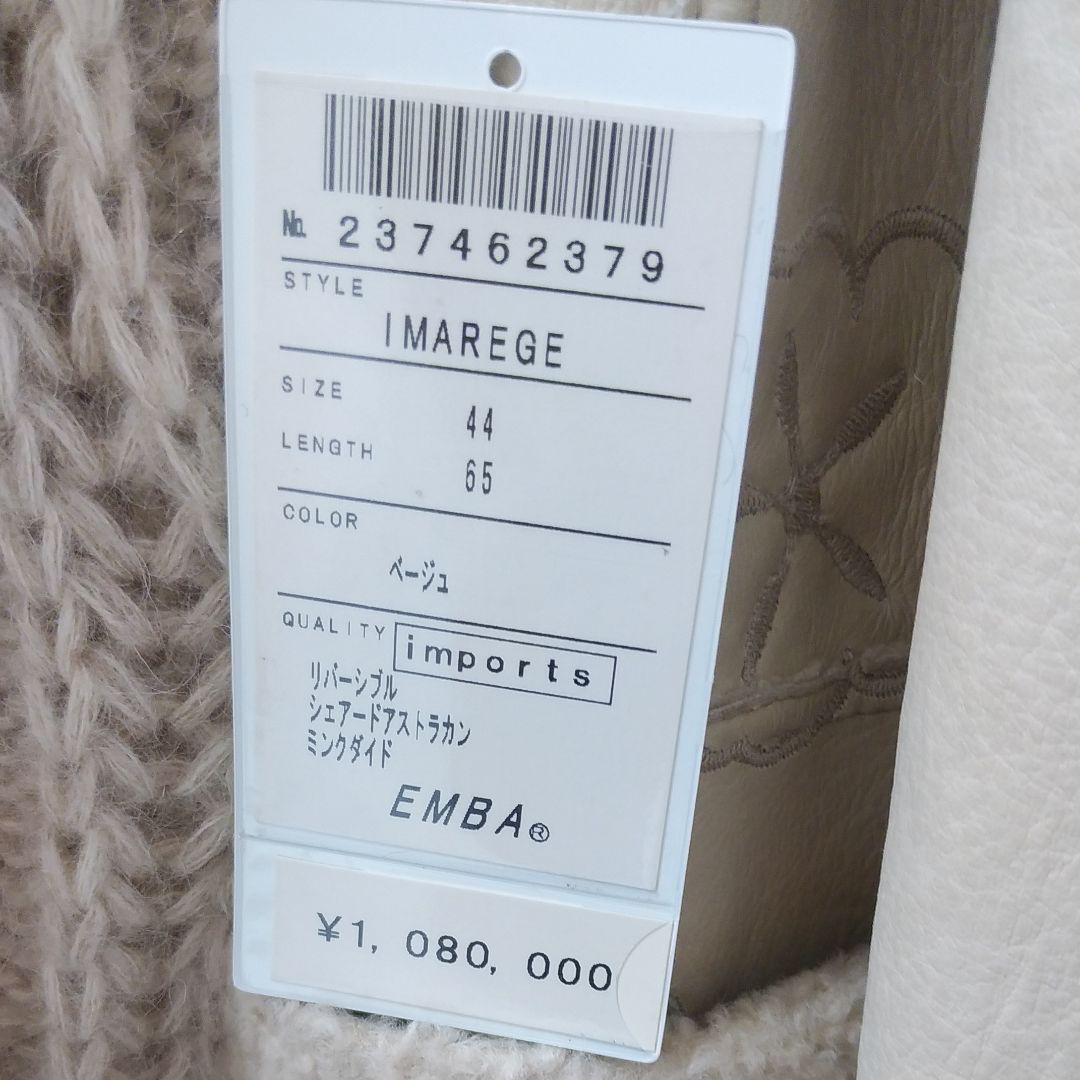 № 237462379
STYLE
IMAREGE
SIZE
44
LENGTH
65
COLOR
ベージュ
QUALITY imports
リバーシブル
シェアードアストラカン
ミンクダイド
EMBA®
¥1, 080, 000